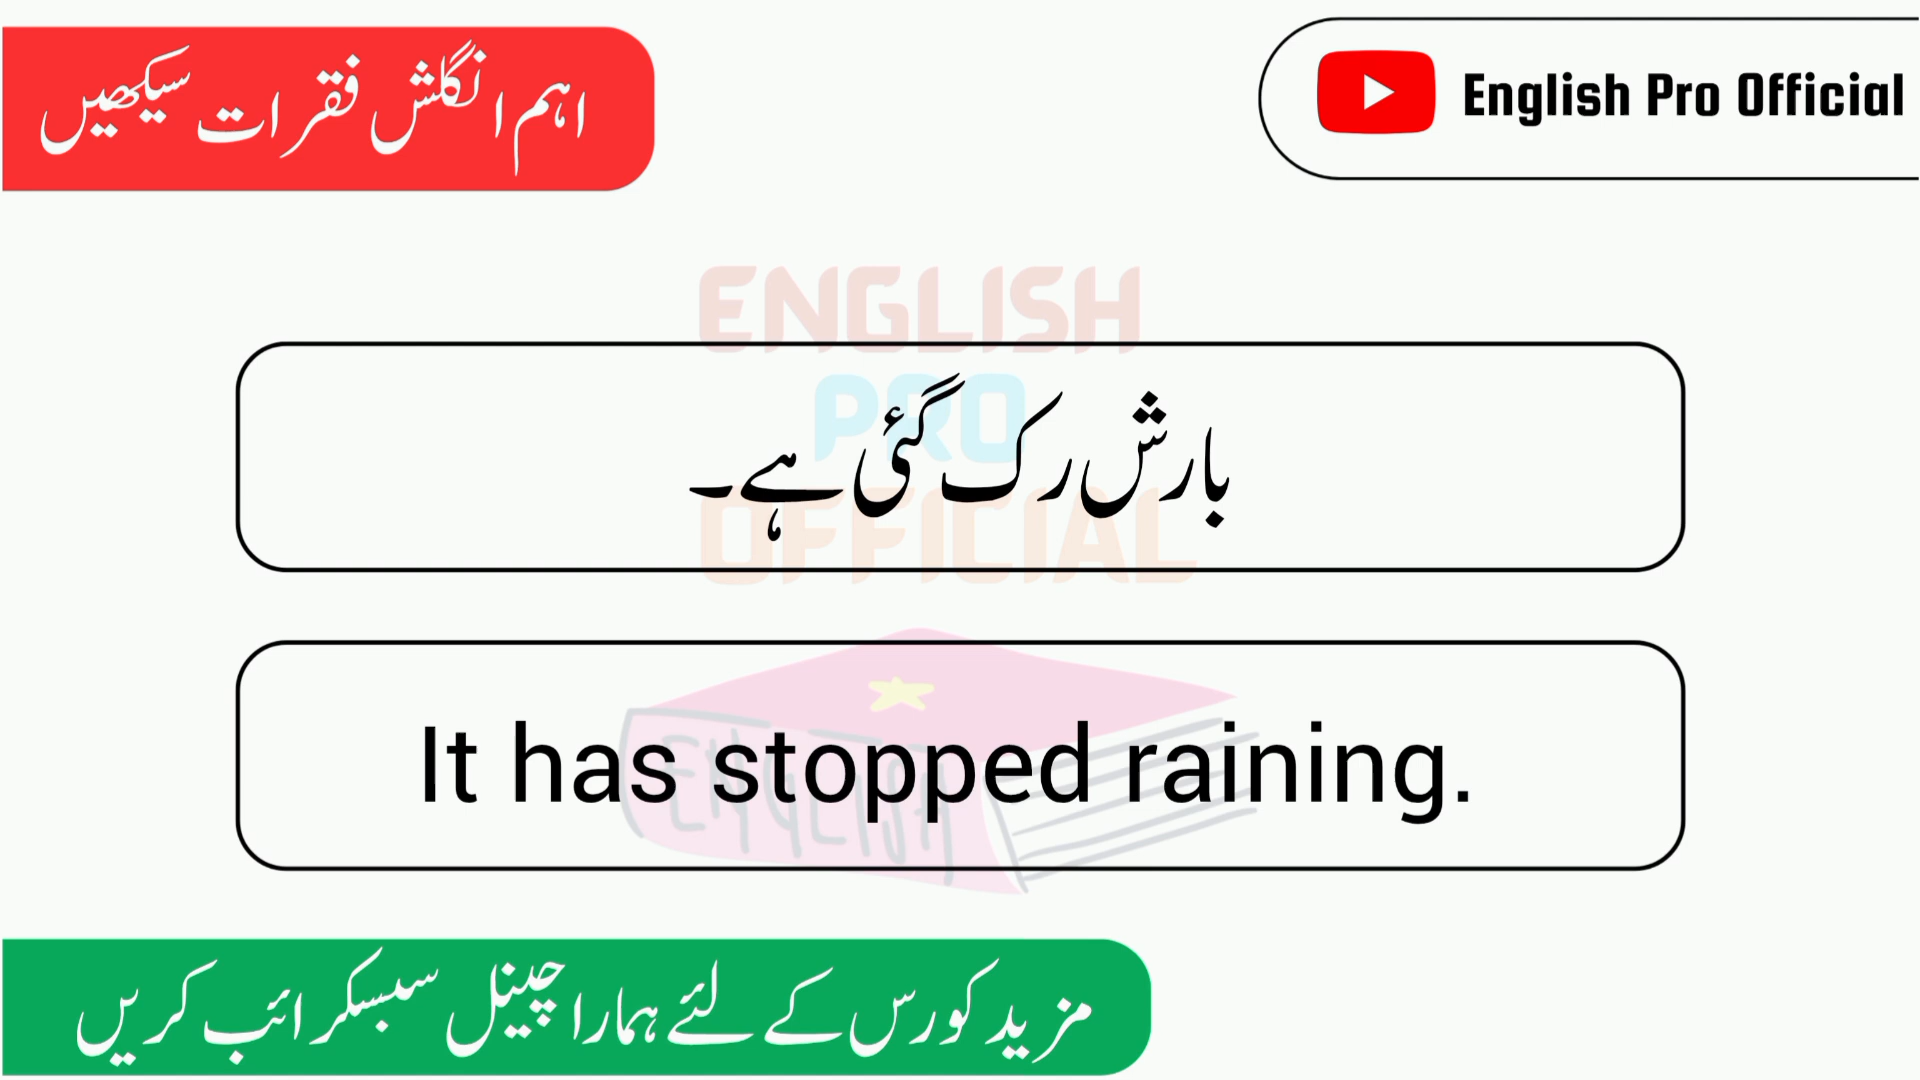 اہم انگلش فقرات سیکھیں
English Pro Official
ENGLISH
PRO
OFFICIAL
بارش رک گئی ہے۔
It has stopped raining.
ENGLISH
مزید کورس کے لئے ہمارا چینل سبسکرائب کریں